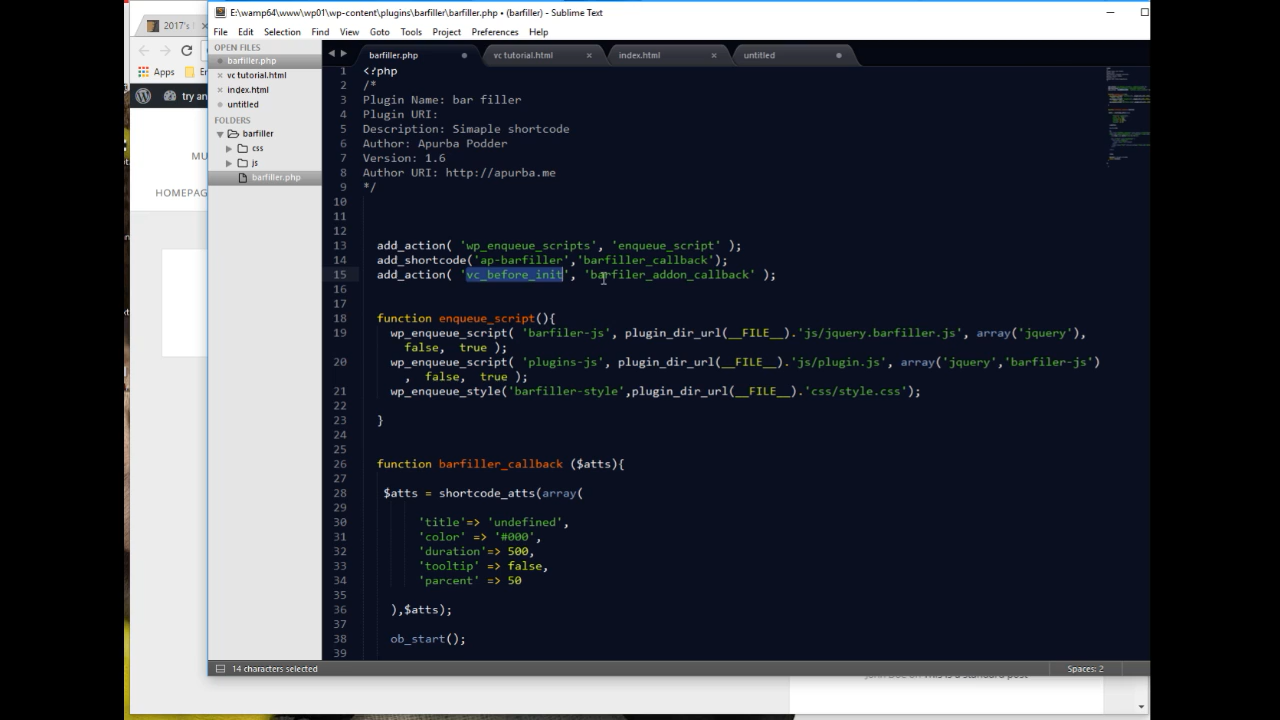 E:\wamp64\www\wp01\wp-content\plugins\barfiller\barfiller.php • (barfiller) - Sublime Text
File Edit Selection Find View Goto Tools Project Preferences Help
2017's
Apps
try an
MU
HOMEPAG
OPEN FILES
barfiller.php
vc tutorial.html
index.html
untitled
FOLDERS
barfiller
css
js
barfiller.php
barfiller.php vc tutorial.html index.html untitled
1 <?php
2 /*
3 Plugin Name: bar filler
4 Plugin URI:
5 Description: Simaple shortcode
6 Author: Apurba Podder
7 Version: 1.6
8 Author URI: http://apurba.me
9 */
10
11
12
13 add_action( 'wp_enqueue_scripts', 'enqueue_script' );
14 add_shortcode('ap-barfiller','barfiller_callback');
15 add_action( 'vc_before_init', 'barfiler_addon_callback' );
16
17
18 function enqueue_script(){
19 wp_enqueue_script( 'barfiler-js', plugin_dir_url(__FILE__).'js/jquery.barfiller.js', array('jquery'),
false, true );
20 wp_enqueue_script( 'plugins-js', plugin_dir_url(__FILE__).'js/plugin.js', array('jquery','barfiler-js')
, false, true );
21 wp_enqueue_style('barfiller-style',plugin_dir_url(__FILE__).'css/style.css');
22
23 }
24
25
26 function barfiller_callback ($atts){
27
28 $atts = shortcode_atts(array(
29
30 'title'=> 'undefined',
31 'color' => '#000',
32 'duration'=> 500,
33 'tooltip' => false,
34 'parcent' => 50
35
36 ),$atts);
37
38 ob_start();
39
14 characters selected
Spaces: 2